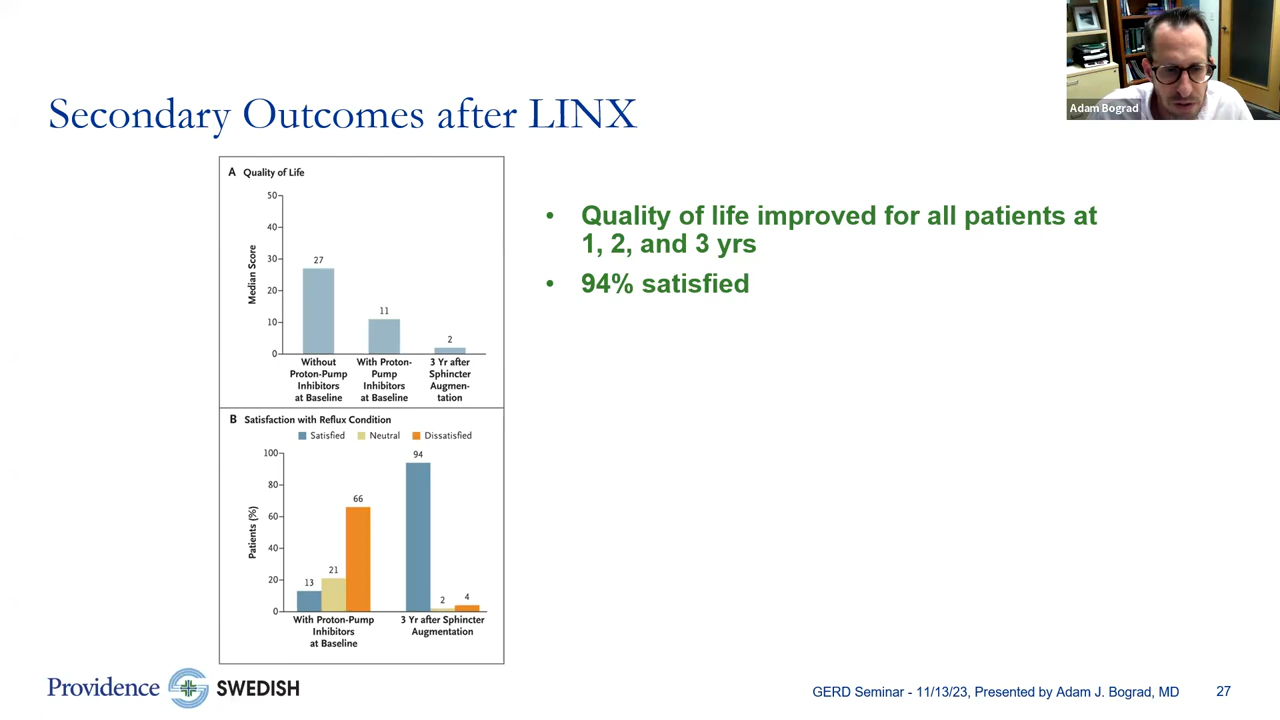 Adam Bograd
Secondary Outcomes after LINX
A Quality of Life
50
40
30
20
10
0
Median Score
27
11
2
Without
Proton-Pump
Inhibitors
at Baseline
With Proton-
Pump
Inhibitors
at Baseline
3 Yr after
Sphincter
Augmen-
tation
B Satisfaction with Reflux Condition
Satisfied Neutral Dissatisfied
100
80
60
40
20
0
Patients (%)
13
21
66
94
2
4
With Proton-Pump
Inhibitors
at Baseline
3 Yr after Sphincter
Augmentation
• Quality of life improved for all patients at
1, 2, and 3 yrs
• 94% satisfied
Providence SWEDISH
GERD Seminar - 11/13/23, Presented by Adam J. Bograd, MD 27